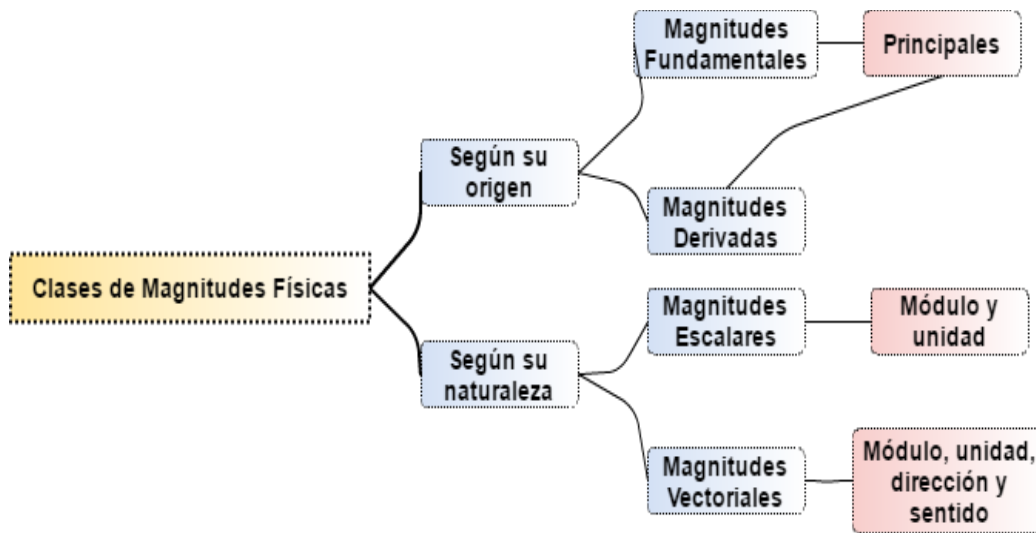 Clases de Magnitudes Físicas
Según su
origen
Magnitudes
Fundamentales
Principales
Magnitudes
Derivadas
Según su
naturaleza
Magnitudes
Escalares
Módulo y
unidad
Magnitudes
Vectoriales
Módulo, unidad,
dirección y
sentido